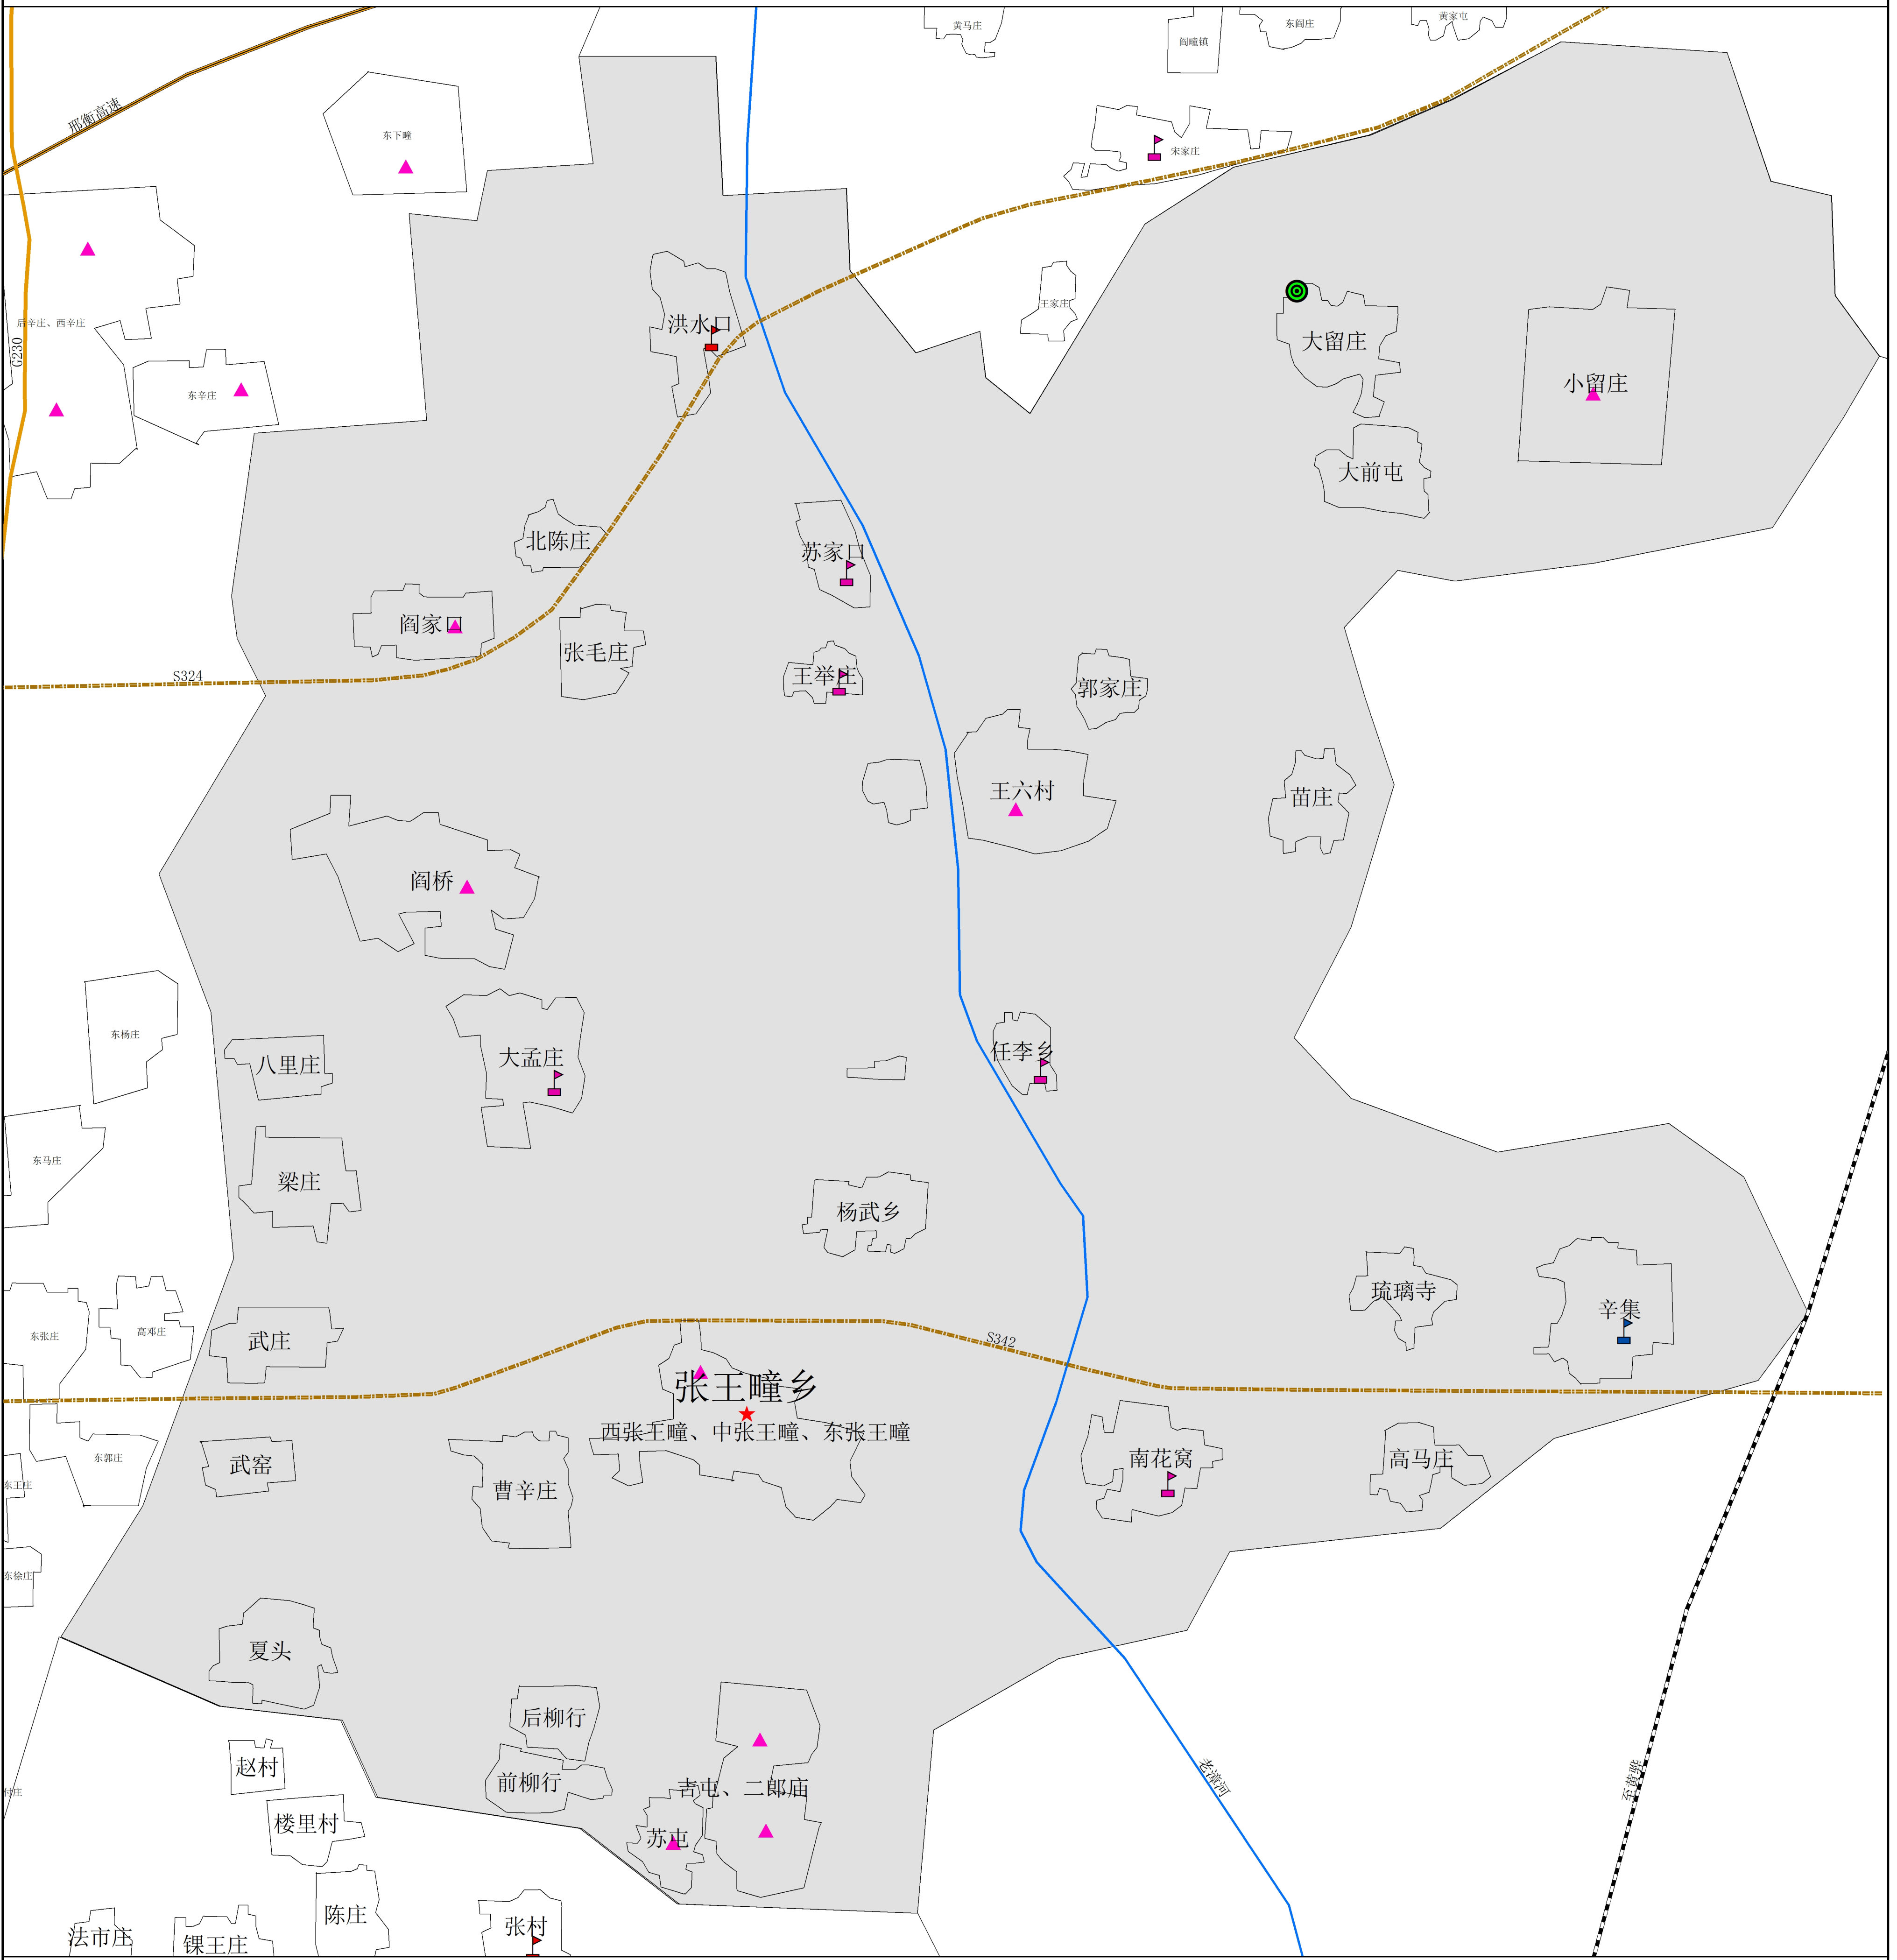 黄马庄
阎疃镇
东阎庄
黄家屯
邢衡高速
东下疃
宋家庄
后辛庄、西辛庄
G230
东辛庄
洪水口
王家庄
大留庄
小留庄
大前屯
北陈庄
苏家口
阎家口
张毛庄
S324
王举庄
郭家庄
王六村
苗庄
阎桥
东杨庄
八里庄
大孟庄
任李乡
东马庄
梁庄
杨武乡
琉璃寺
辛集
东张庄
高邓庄
武庄
S342
张王疃乡
西张王疃、中张王疃、东张王疃
东郭庄
东王庄
武窑
曹辛庄
南花窝
高马庄
东徐庄
夏头
后柳行
前柳行
赵村
付庄
吉屯、二郎庙
老漳河
至黄骅
楼里村
苏屯
陈庄
张村
法市庄
锞王庄